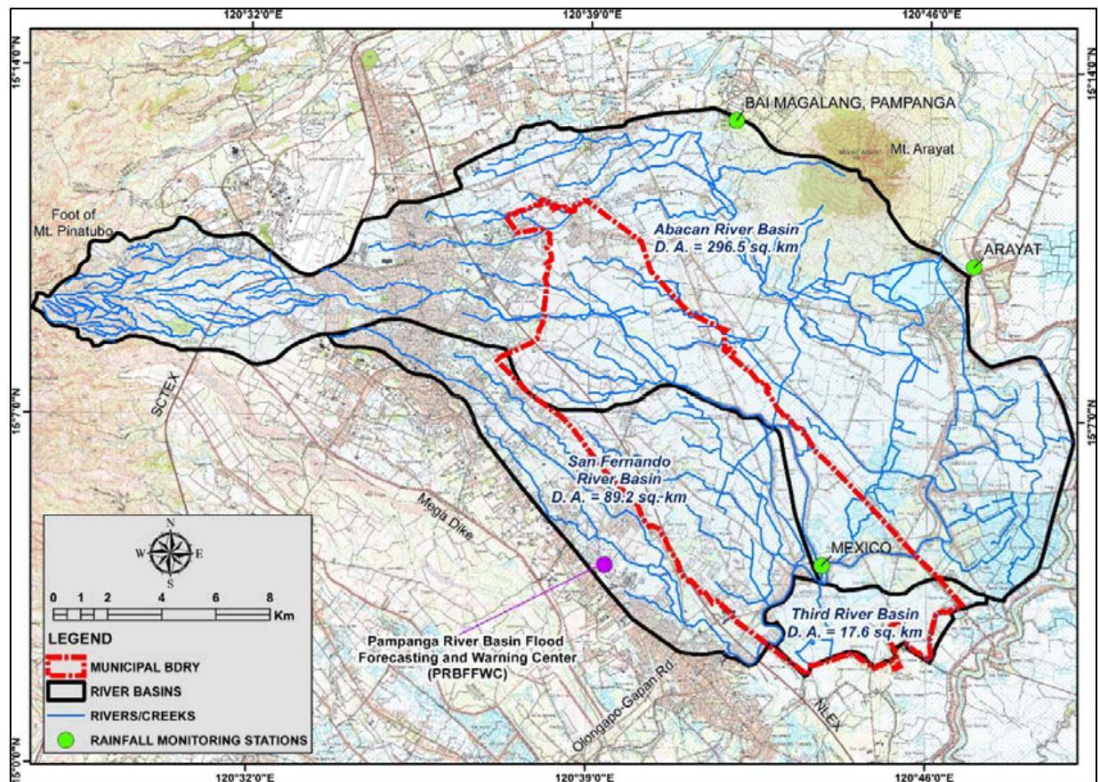 120°32'0"E
120°39'0"E
120°46'0"E
15°14'0"N
15°14'0"N
BAI MAGALANG, PAMPANGA
Mt. Arayat
Foot of
Mt. Pinatubo
Abacan River Basin
D. A. = 296.5 sq. km
ARAYAT
SCTEX
15°7'0"N
15°7'0"N
San Fernando
River Basin
D. A. = 89.2 sq. km
Mega Dike
MEXICO
Third River Basin
D. A. = 17.6 sq. km
N
W E
S
0 1 2 4 6 8
Km
LEGEND
MUNICIPAL BDRY
RIVER BASINS
RIVERS/CREEKS
RAINFALL MONITORING STATIONS
Pampanga River Basin Flood
Forecasting and Warning Center
(PRBFFWC)
Olongapo-Gapan Rd.
NLEX
15°0'0"N
120°32'0"E
120°39'0"E
120°46'0"E